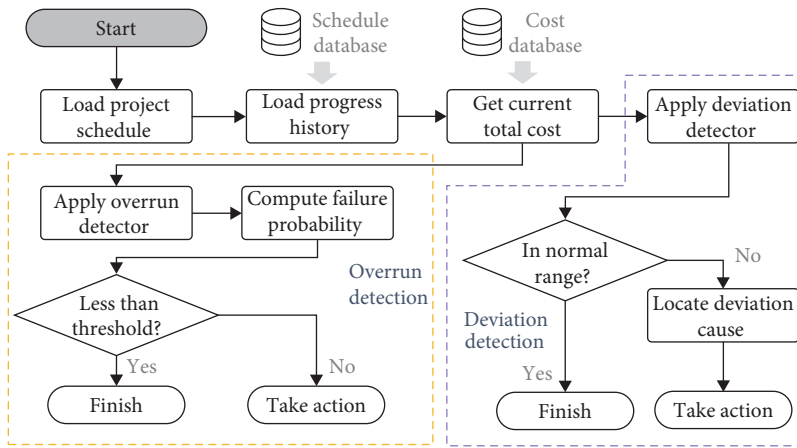 Start
Schedule
database
Cost
database
Load project
schedule
Load progress
history
Get current
total cost
Apply deviation
detector
Apply overrun
detector
Compute failure
probability
Overrun
detection
Less than
threshold?
Yes
No
Finish
Take action
In normal
range?
No
Locate deviation
cause
Deviation
detection
Yes
Finish
Take action